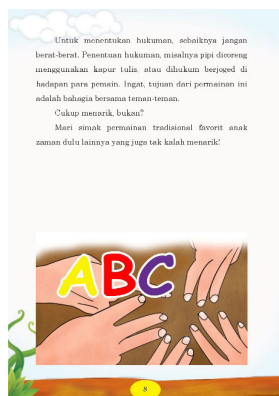 Untuk menentukan hukuman, sebaiknya jangan
berat-berat. Penentuan hukuman, misalnya pipi dicoreng
menggunakan kapur tulis, atau dihukum berjoged di
hadapan para pemain. Ingat, tujuan dari permainan ini
adalah bahagia bersama teman-teman.
Cukup menarik, bukan?
Mari simak permainan tradisional favorit anak
zaman dulu lainnya yang juga tak kalah menarik!
ABC
8